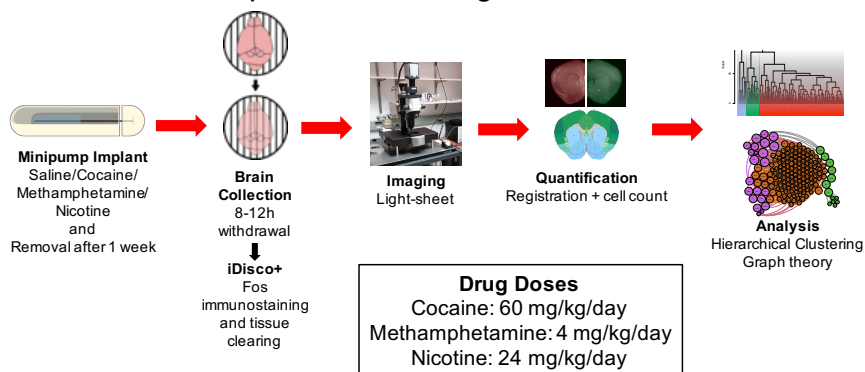 Minipump Implant
Saline/Cocaine/
Methamphetamine/
Nicotine
and
Removal after 1 week
Brain
Collection
8-12h
withdrawal
iDisco+
Fos
immunostaining
and tissue
clearing
Imaging
Light-sheet
Quantification
Registration + cell count
Analysis
Hierarchical Clustering
Graph theory
Drug Doses
Cocaine: 60 mg/kg/day
Methamphetamine: 4 mg/kg/day
Nicotine: 24 mg/kg/day